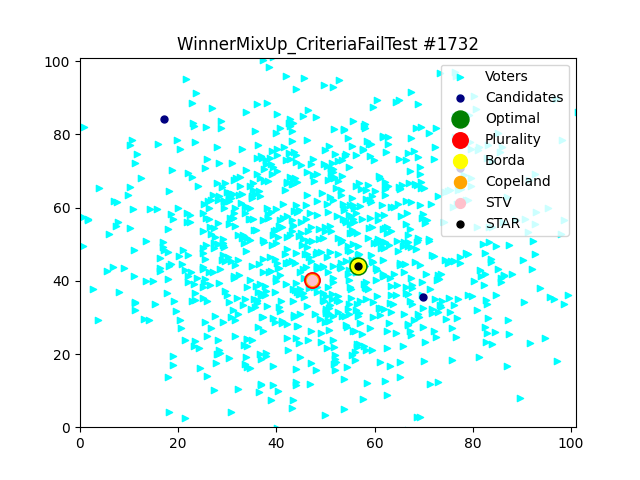 WinnerMixUp_CriteriaFailTest #1732
100
80
60
40
20
0
0
20
40
60
80
100
Voters
Candidates
Optimal
Plurality
Borda
Copeland
STV
STAR